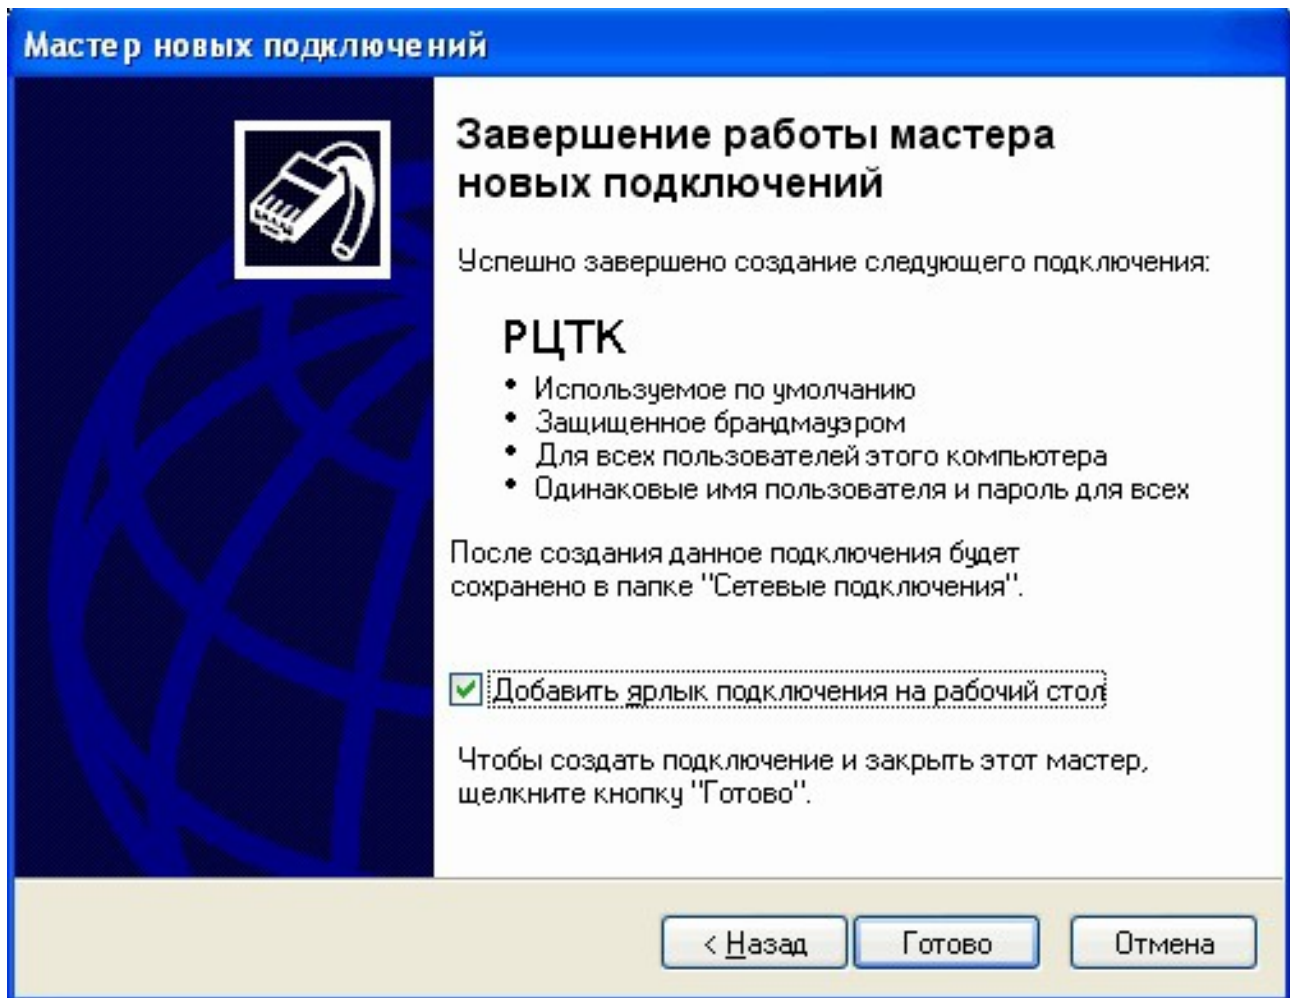 Мастер новых подключений
Завершение работы мастера
новых подключений
Успешно завершено создание следующего подключения:
РЦТК
• Используемое по умолчанию
• Защищенное брандмауэром
• Для всех пользователей этого компьютера
• Одинаковые имя пользователя и пароль для всех
После создания данное подключения будет
сохранено в папке "Сетевые подключения".
Добавить ярлык подключения на рабочий стол
Чтобы создать подключение и закрыть этот мастер,
щелкните кнопку "Готово".
< Назад Готово Отмена